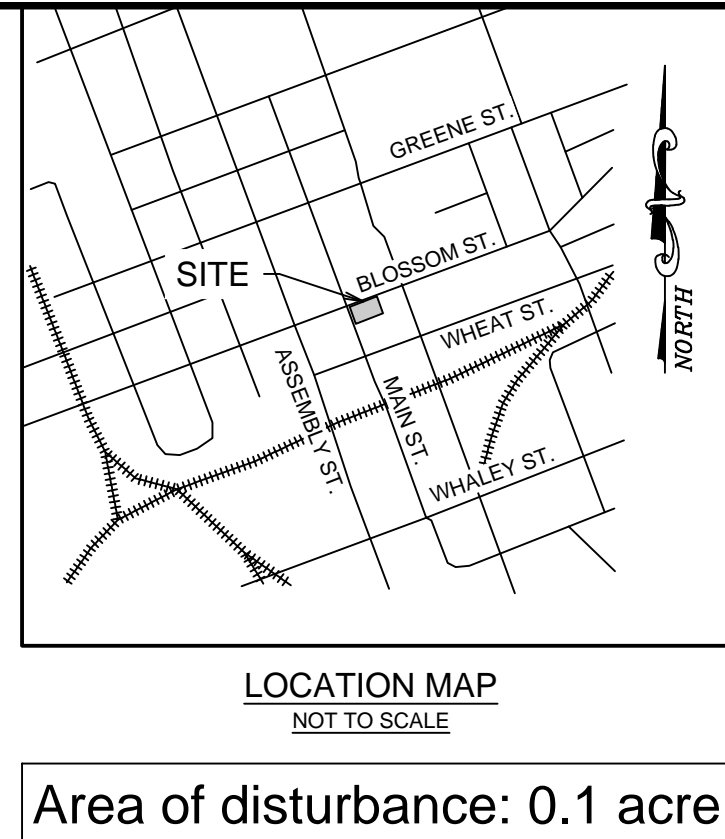 GREENE ST.
BLOSSOM ST.
SITE
WHEAT ST.
NORTH
ASSEMBLY ST.
MAIN ST.
WHALEY ST.
LOCATION MAP
NOT TO SCALE
Area of disturbance: 0.1 acre